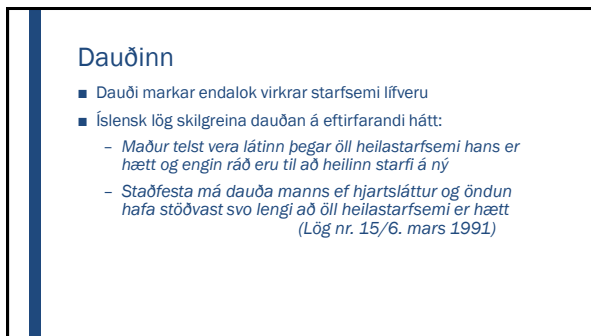 Dauðinn
■ Dauði markar endalok virkrar starfsemi lífveru
■ Íslensk lög skilgreina dauðan á eftirfarandi hátt:
– Maður telst vera látinn þegar öll heilastarfsemi hans er
hætt og engin ráð eru til að heilinn starfi á ný
– Staðfesta má dauða manns ef hjartsláttur og öndun
hafa stöðvast svo lengi að öll heilastarfsemi er hætt
(Lög nr. 15/6. mars 1991)